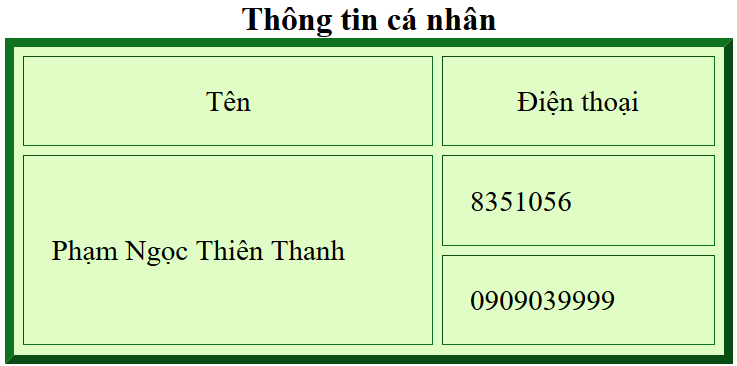 Thông tin cá nhân
Tên
Điện thoại
Phạm Ngọc Thiên Thanh
8351056
0909039999